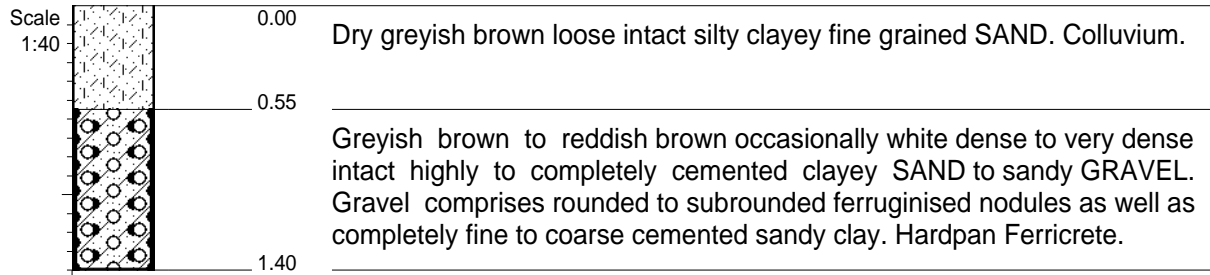 Scale
1:40
0.00
Dry greyish brown loose intact silty clayey fine grained SAND. Colluvium.
0.55
Greyish brown to reddish brown occasionally white dense to very dense
intact highly to completely cemented clayey SAND to sandy GRAVEL.
Gravel comprises rounded to subrounded ferruginised nodules as well as
completely fine to coarse cemented sandy clay. Hardpan Ferricrete.
1.40